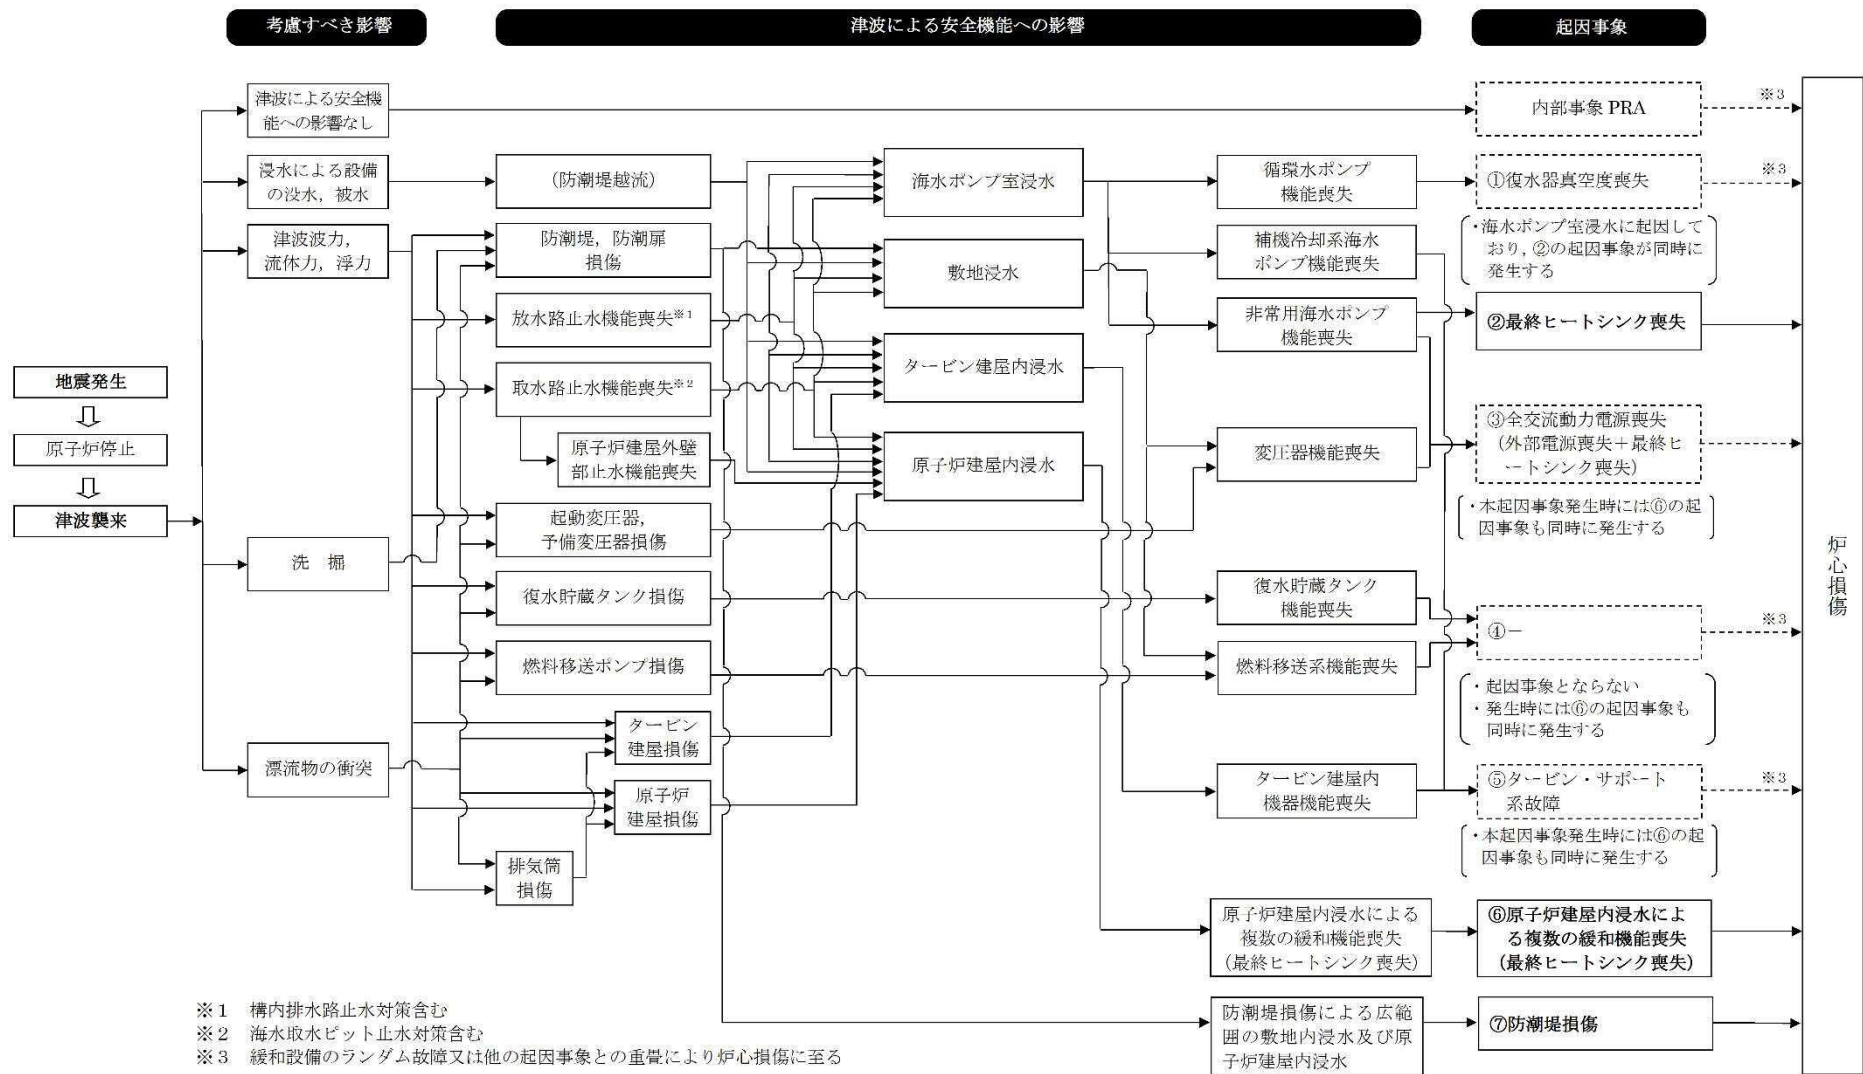 考慮すべき影響
津波による安全機能への影響
起因事象
地震発生
原子炉停止
津波襲来
津波による安全機
能への影響なし
浸水による設備
の没水，被水
津波波力，
流体力，浮力
洗　掘
漂流物の衝突
（防潮堤越流）
防潮堤，防潮扉
損傷
放水路止水機能喪失※1
取水路止水機能喪失※2
原子炉建屋外壁
部止水機能喪失
起動変圧器，
予備変圧器損傷
復水貯蔵タンク損傷
燃料移送ポンプ損傷
タービン
建屋損傷
原子炉
建屋損傷
排気筒
損傷
海水ポンプ室浸水
敷地浸水
タービン建屋内浸水
原子炉建屋内浸水
循環水ポンプ
機能喪失
補機冷却系海水
ポンプ機能喪失
非常用海水ポンプ
機能喪失
変圧器機能喪失
復水貯蔵タンク
機能喪失
燃料移送系機能喪失
タービン建屋内
機器機能喪失
原子炉建屋内浸水による
複数の緩和機能喪失
（最終ヒートシンク喪失）
防潮堤損傷による広範
囲の敷地内浸水及び原
子炉建屋内浸水
内部事象 PRA
※3
①復水器真空度喪失
※3
・海水ポンプ室浸水に起因して
おり，②の起因事象が同時に
発生する
②最終ヒートシンク喪失
③全交流動力電源喪失
（外部電源喪失＋最終ヒ
ートシンク喪失）
※3
・本起因事象発生時には⑥の起
因事象も同時に発生する
④－
※3
・起因事象とならない
・発生時には⑥の起因事象も
同時に発生する
⑤タービン・サポート
系故障
※3
・本起因事象発生時には⑥の起
因事象も同時に発生する
⑥原子炉建屋内浸水によ
る複数の緩和機能喪失
（最終ヒートシンク喪失）
⑦防潮堤損傷
炉心損傷
※1　構内排水路止水対策含む
※2　海水取水ピット止水対策含む
※3　緩和設備のランダム故障又は他の起因事象との重畳により炉心損傷に至る